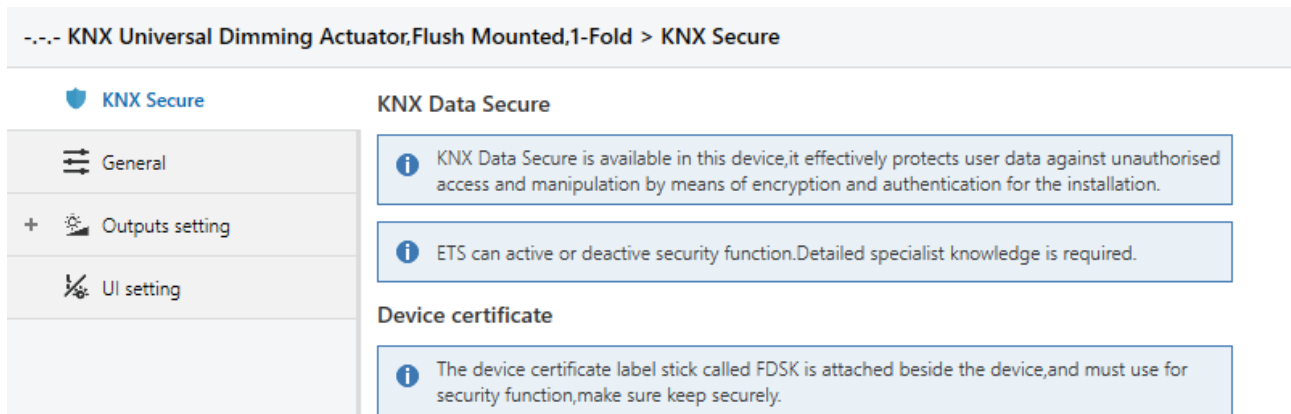 -.-.- KNX Universal Dimming Actuator,Flush Mounted,1-Fold > KNX Secure
KNX Secure
General
+ Outputs setting
UI setting
KNX Data Secure
KNX Data Secure is available in this device,it effectively protects user data against unauthorised
access and manipulation by means of encryption and authentication for the installation.
ETS can active or deactive security function.Detailed specialist knowledge is required.
Device certificate
The device certificate label stick called FDSK is attached beside the device,and must use for
security function,make sure keep securely.